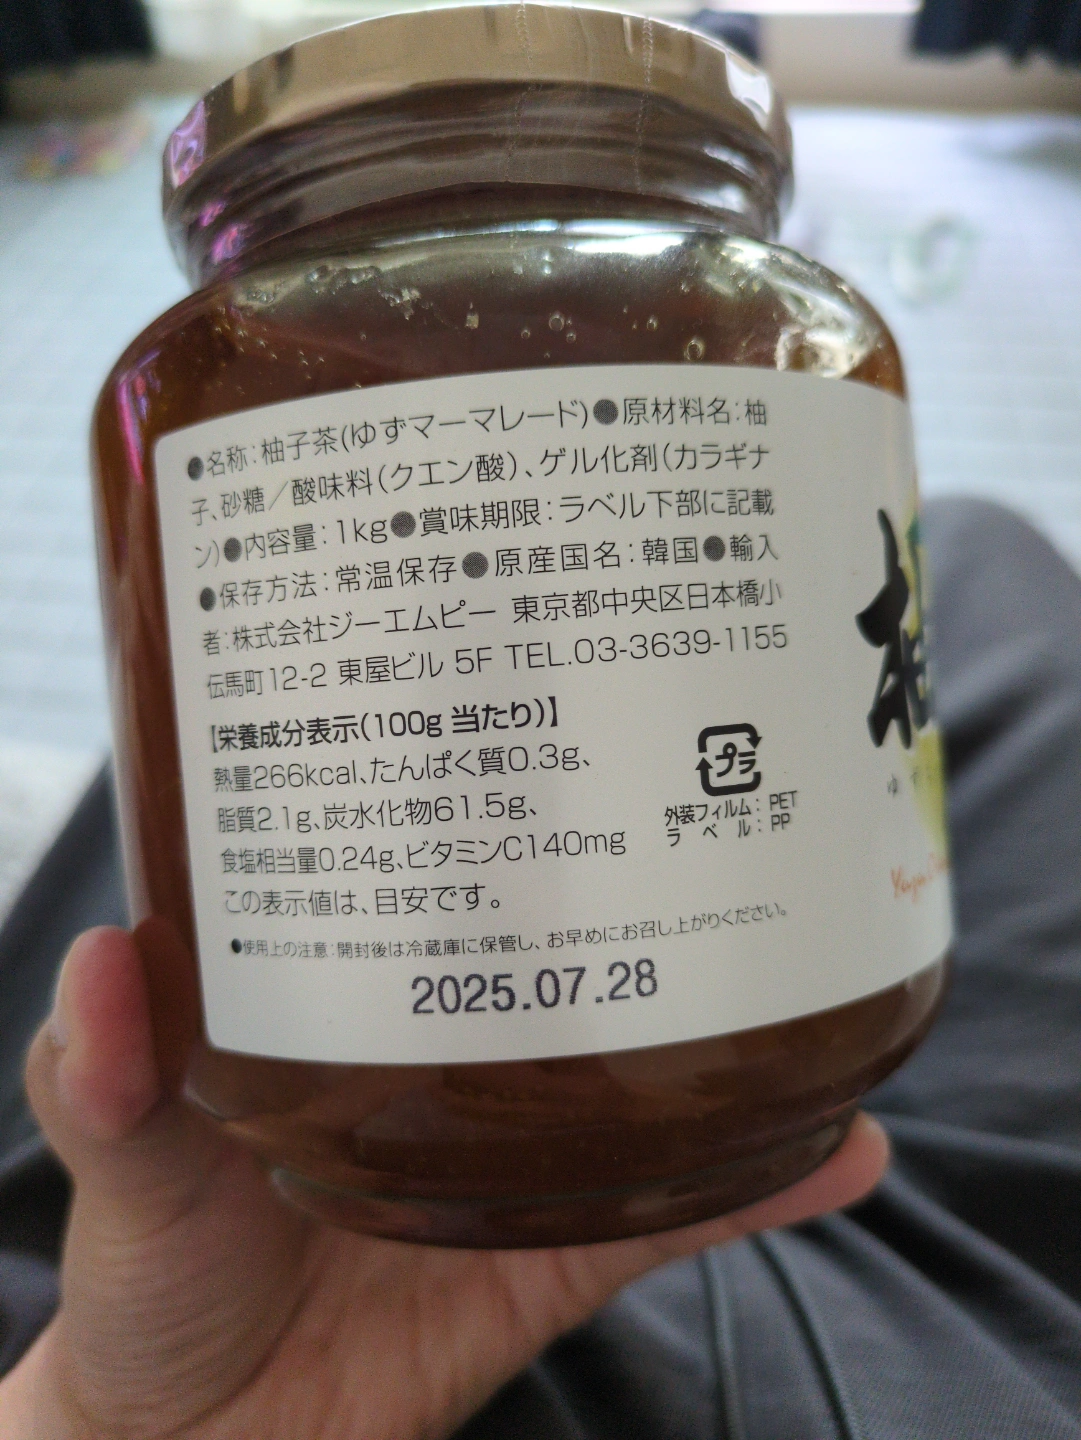 ●名称:柚子茶(ゆずマーマレード)●原材料名:柚
子、砂糖／酸味料(クエン酸)、ゲル化剤(カラギナ
ン)●内容量:1kg●賞味期限:ラベル下部に記載
●保存方法:常温保存●原産国名:韓国●輸入
者:株式会社ジーエムピー 東京都中央区日本橋小
伝馬町12-2 東屋ビル 5F TEL.03-3639-1155
【栄養成分表示(100g 当たり)】
熱量266kcal、たんぱく質0.3g、
脂質2.1g、炭水化物61.5g、
食塩相当量0.24g、ビタミンC140mg
この表示値は、目安です。
プラ
外装フィルム: PET
ラベル: PP
●使用上の注意:開封後は冷蔵庫に保管し、お早めにお召し上がりください。
2025.07.28
柚
ゆず